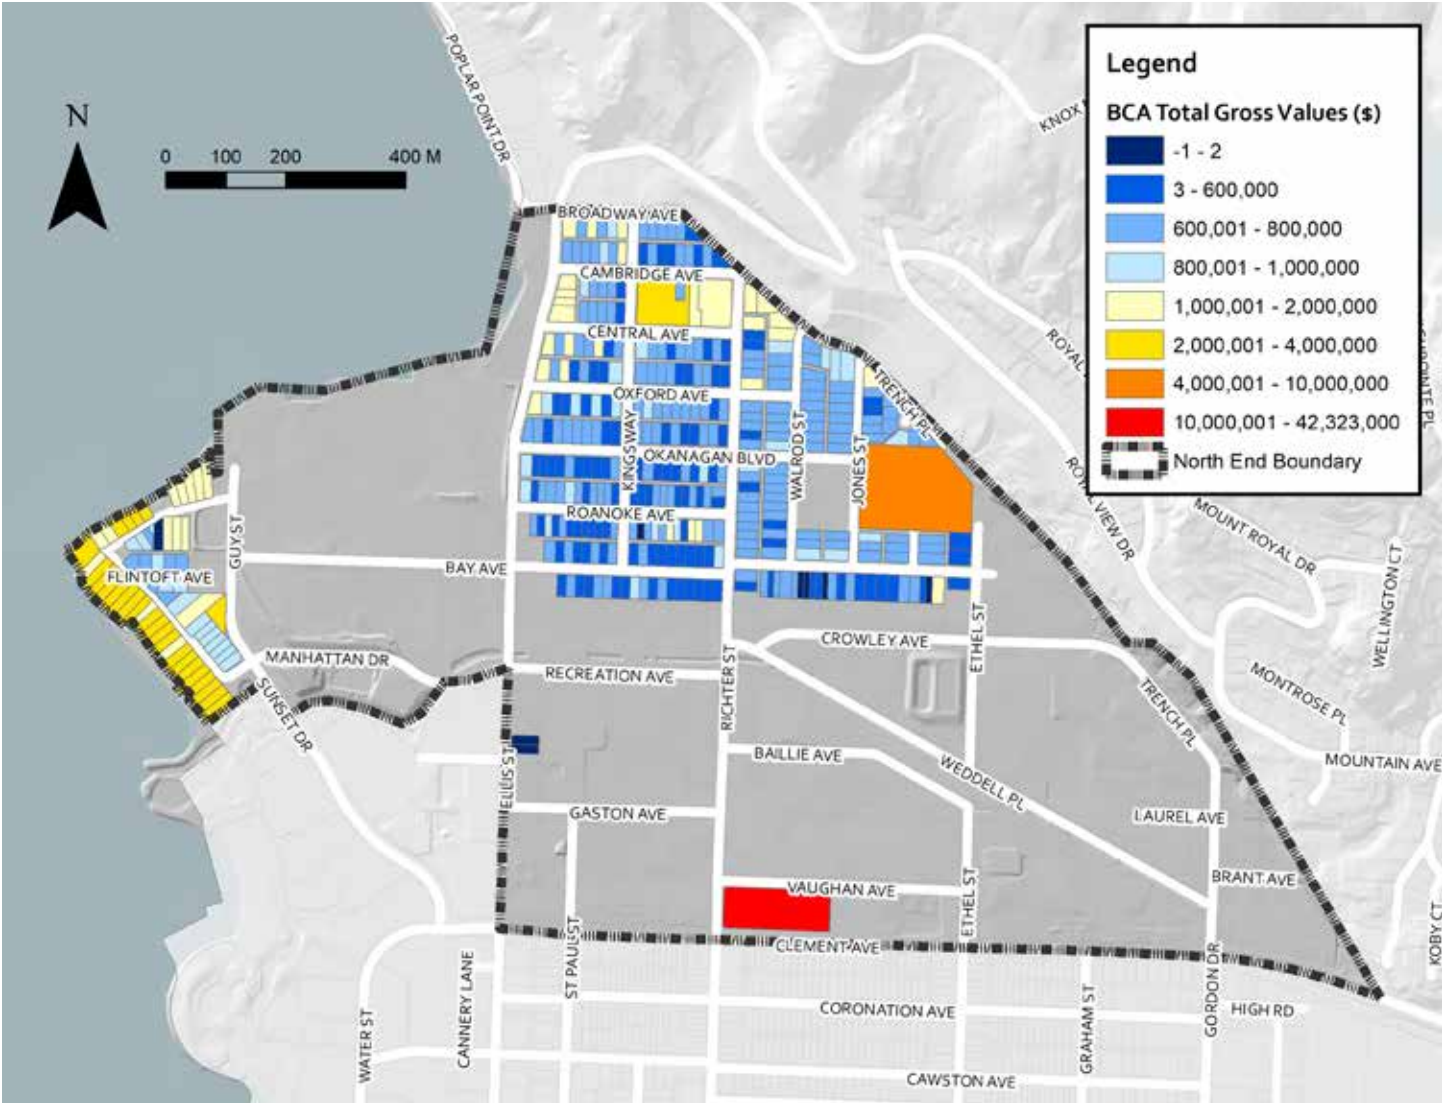 Legend
BCA Total Gross Values ($)
-1 - 2
3 - 600,000
600,001 - 800,000
800,001 - 1,000,000
1,000,001 - 2,000,000
2,000,001 - 4,000,000
4,000,001 - 10,000,000
10,000,001 - 42,323,000
North End Boundary
N
0 100 200 400 M
POPLAR POINT DR
KNOX
BROADWAY AVE
CAMBRIDGE AVE
CENTRAL AVE
ROYAL
OXFORD AVE
TRENCH PL
KINGSWAY
OKANAGAN BLVD
WALROD ST
JONES ST
ROYAL VIEW DR
MOUNT ROYAL DR
ROANOKE AVE
GUY ST
BAY AVE
FLINTOFT AVE
WELLINGTON CT
CROWLEY AVE
ETHEL ST
MANHATTAN DR
RECREATION AVE
RICHTER ST
TRENCH PL
MONTROSE PL
SUNSET DR
ELLIS ST
BAILLIE AVE
WEDDELL PL
MOUNTAIN AVE
GASTON AVE
LAUREL AVE
VAUGHAN AVE
ETHEL ST
BRANT AVE
ST PAUL ST
CLEMENT AVE
GORDON DR
KOBY CT
CANNERY LANE
WATER ST
CORONATION AVE
GRAHAM ST
HIGH RD
CAWSTON AVE